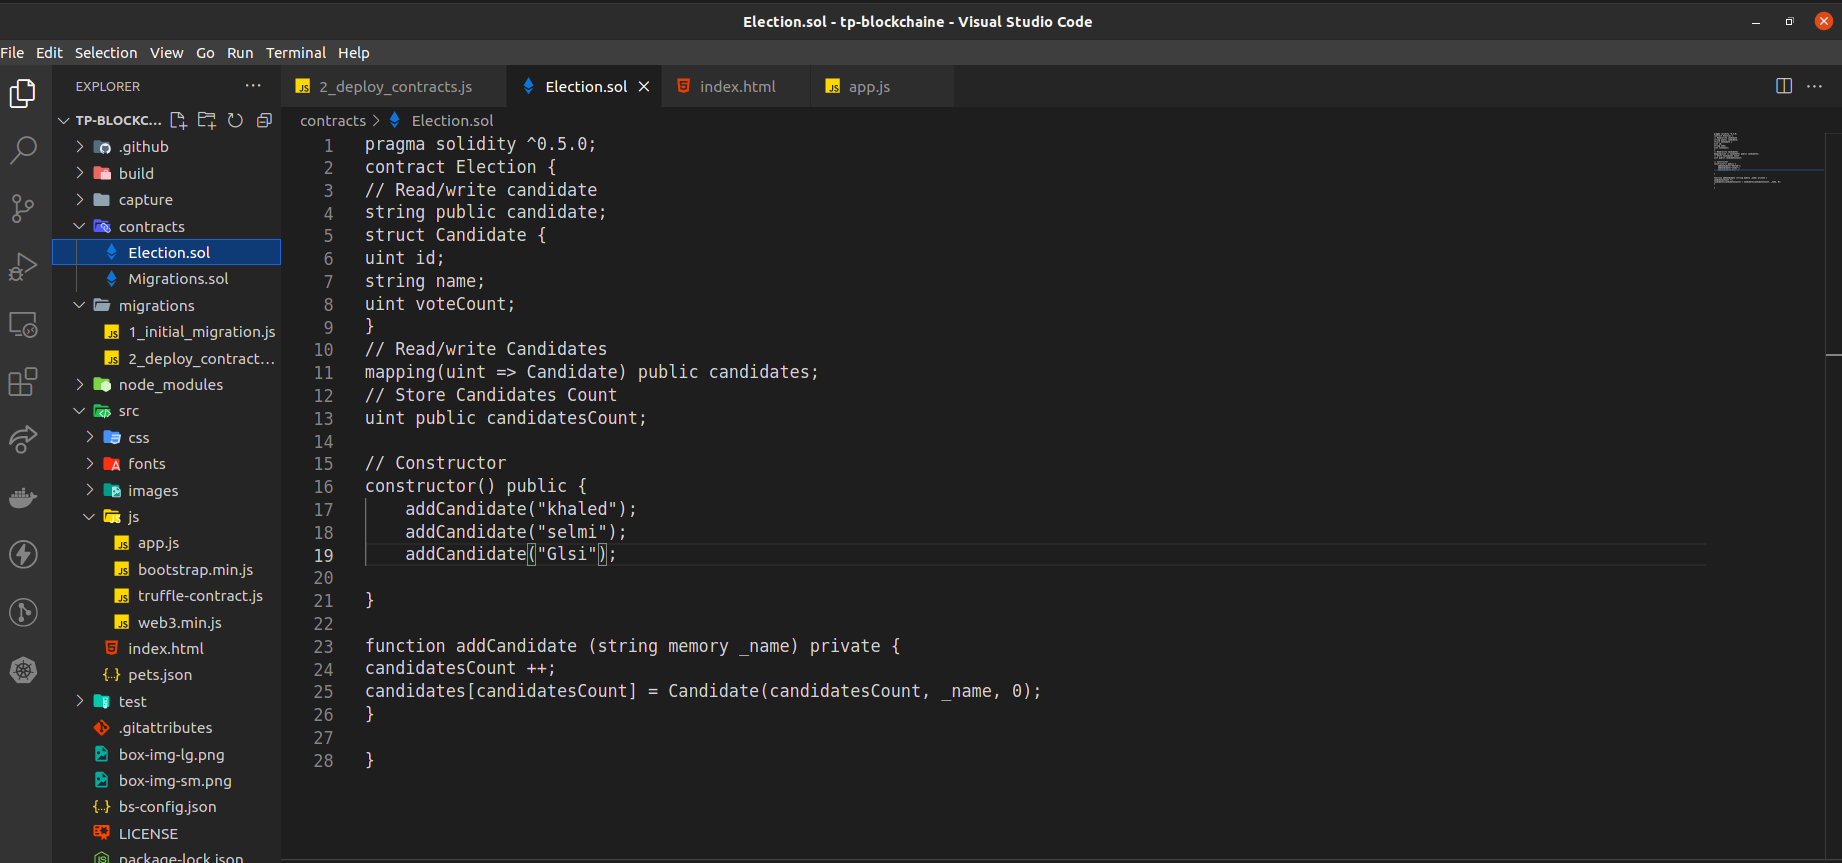 Election.sol - tp-blockchaine - Visual Studio Code
File Edit Selection View Go Run Terminal Help
EXPLORER
TP-BLOCKC...
.github
build
capture
contracts
Election.sol
Migrations.sol
migrations
1_initial_migration.js
2_deploy_contract...
node_modules
src
css
fonts
images
js
app.js
bootstrap.min.js
truffle-contract.js
web3.min.js
index.html
pets.json
test
.gitattributes
box-img-lg.png
box-img-sm.png
bs-config.json
LICENSE
package-lock.json
2_deploy_contracts.js Election.sol index.html app.js
contracts > Election.sol
1 pragma solidity ^0.5.0;
2 contract Election {
3 // Read/write candidate
4 string public candidate;
5 struct Candidate {
6 uint id;
7 string name;
8 uint voteCount;
9 }
10 // Read/write Candidates
11 mapping(uint => Candidate) public candidates;
12 // Store Candidates Count
13 uint public candidatesCount;
14
15 // Constructor
16 constructor() public {
17 addCandidate("khaled");
18 addCandidate("selmi");
19 addCandidate("Glsi");
20
21 }
22
23 function addCandidate (string memory _name) private {
24 candidatesCount ++;
25 candidates[candidatesCount] = Candidate(candidatesCount, _name, 0);
26 }
27
28 }